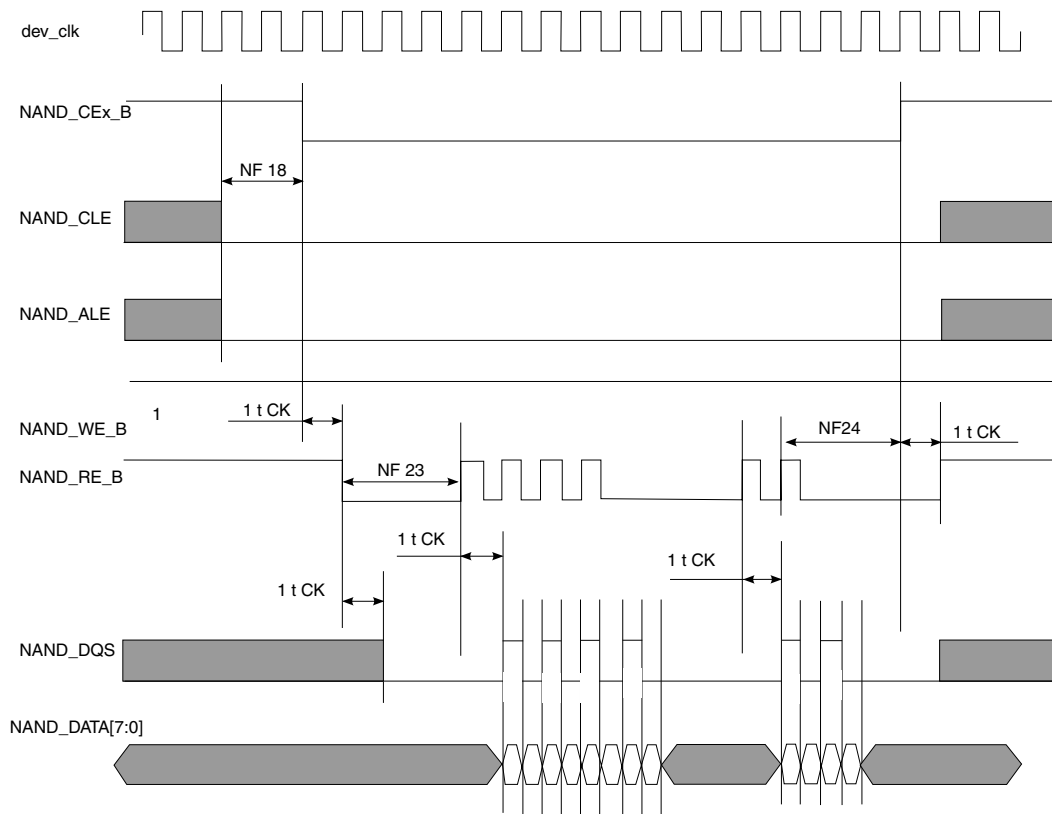 dev_clk
NAND_CEx_B
NF 18
NAND_CLE
NAND_ALE
1 t CK
1
NAND_WE_B
NF24
1 t CK
NF 23
NAND_RE_B
1 t CK
1 t CK
1 t CK
NAND_DQS
NAND_DATA[7:0]